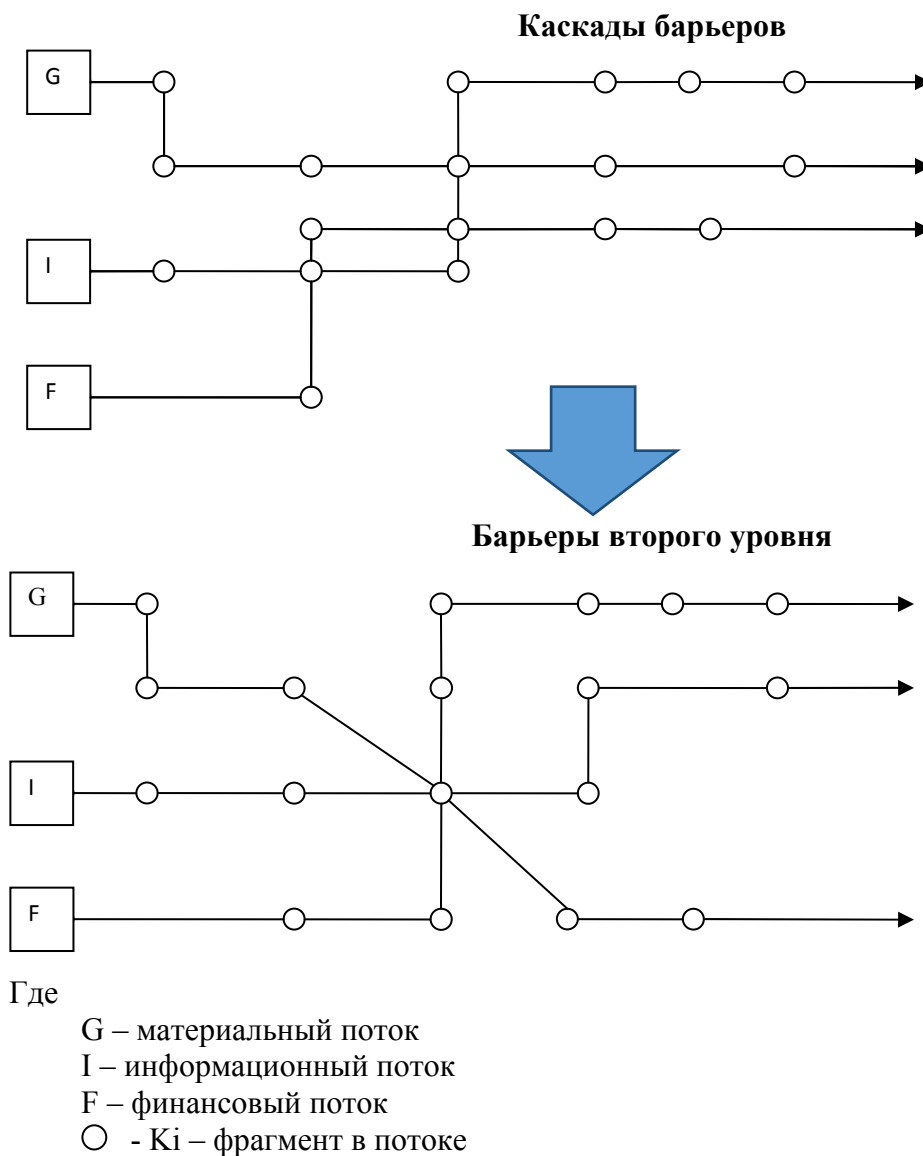 Каскады барьеров
G
I
F
Барьеры второго уровня
G
I
F
Где
G – материальный поток
I – информационный поток
F – финансовый поток
- Ki – фрагмент в потоке